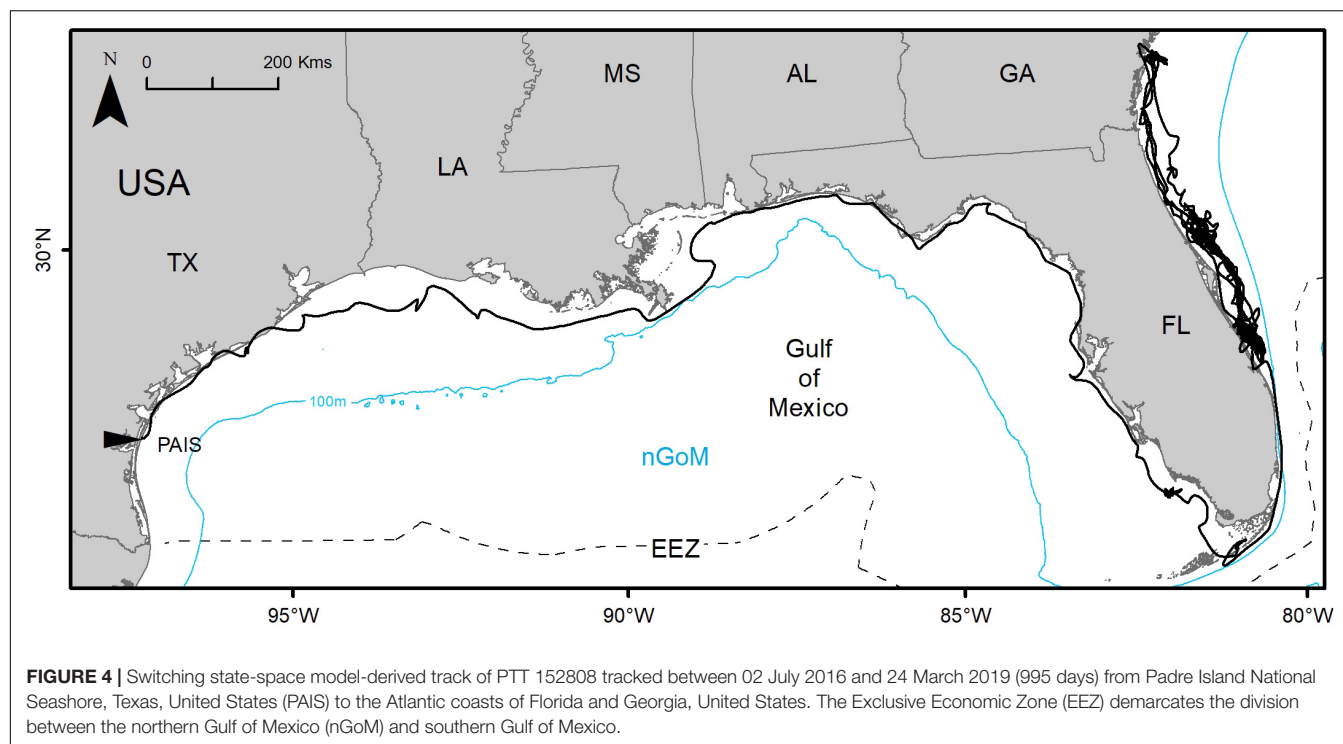 N
0 200 Kms
MS
AL
GA
LA
USA
TX
30°N
FL
Gulf
of
Mexico
100m
PAIS
nGoM
EEZ
95°W
90°W
85°W
80°W
FIGURE 4 | Switching state-space model-derived track of PTT 152808 tracked between 02 July 2016 and 24 March 2019 (995 days) from Padre Island National
Seashore, Texas, United States (PAIS) to the Atlantic coasts of Florida and Georgia, United States. The Exclusive Economic Zone (EEZ) demarcates the division
between the northern Gulf of Mexico (nGoM) and southern Gulf of Mexico.